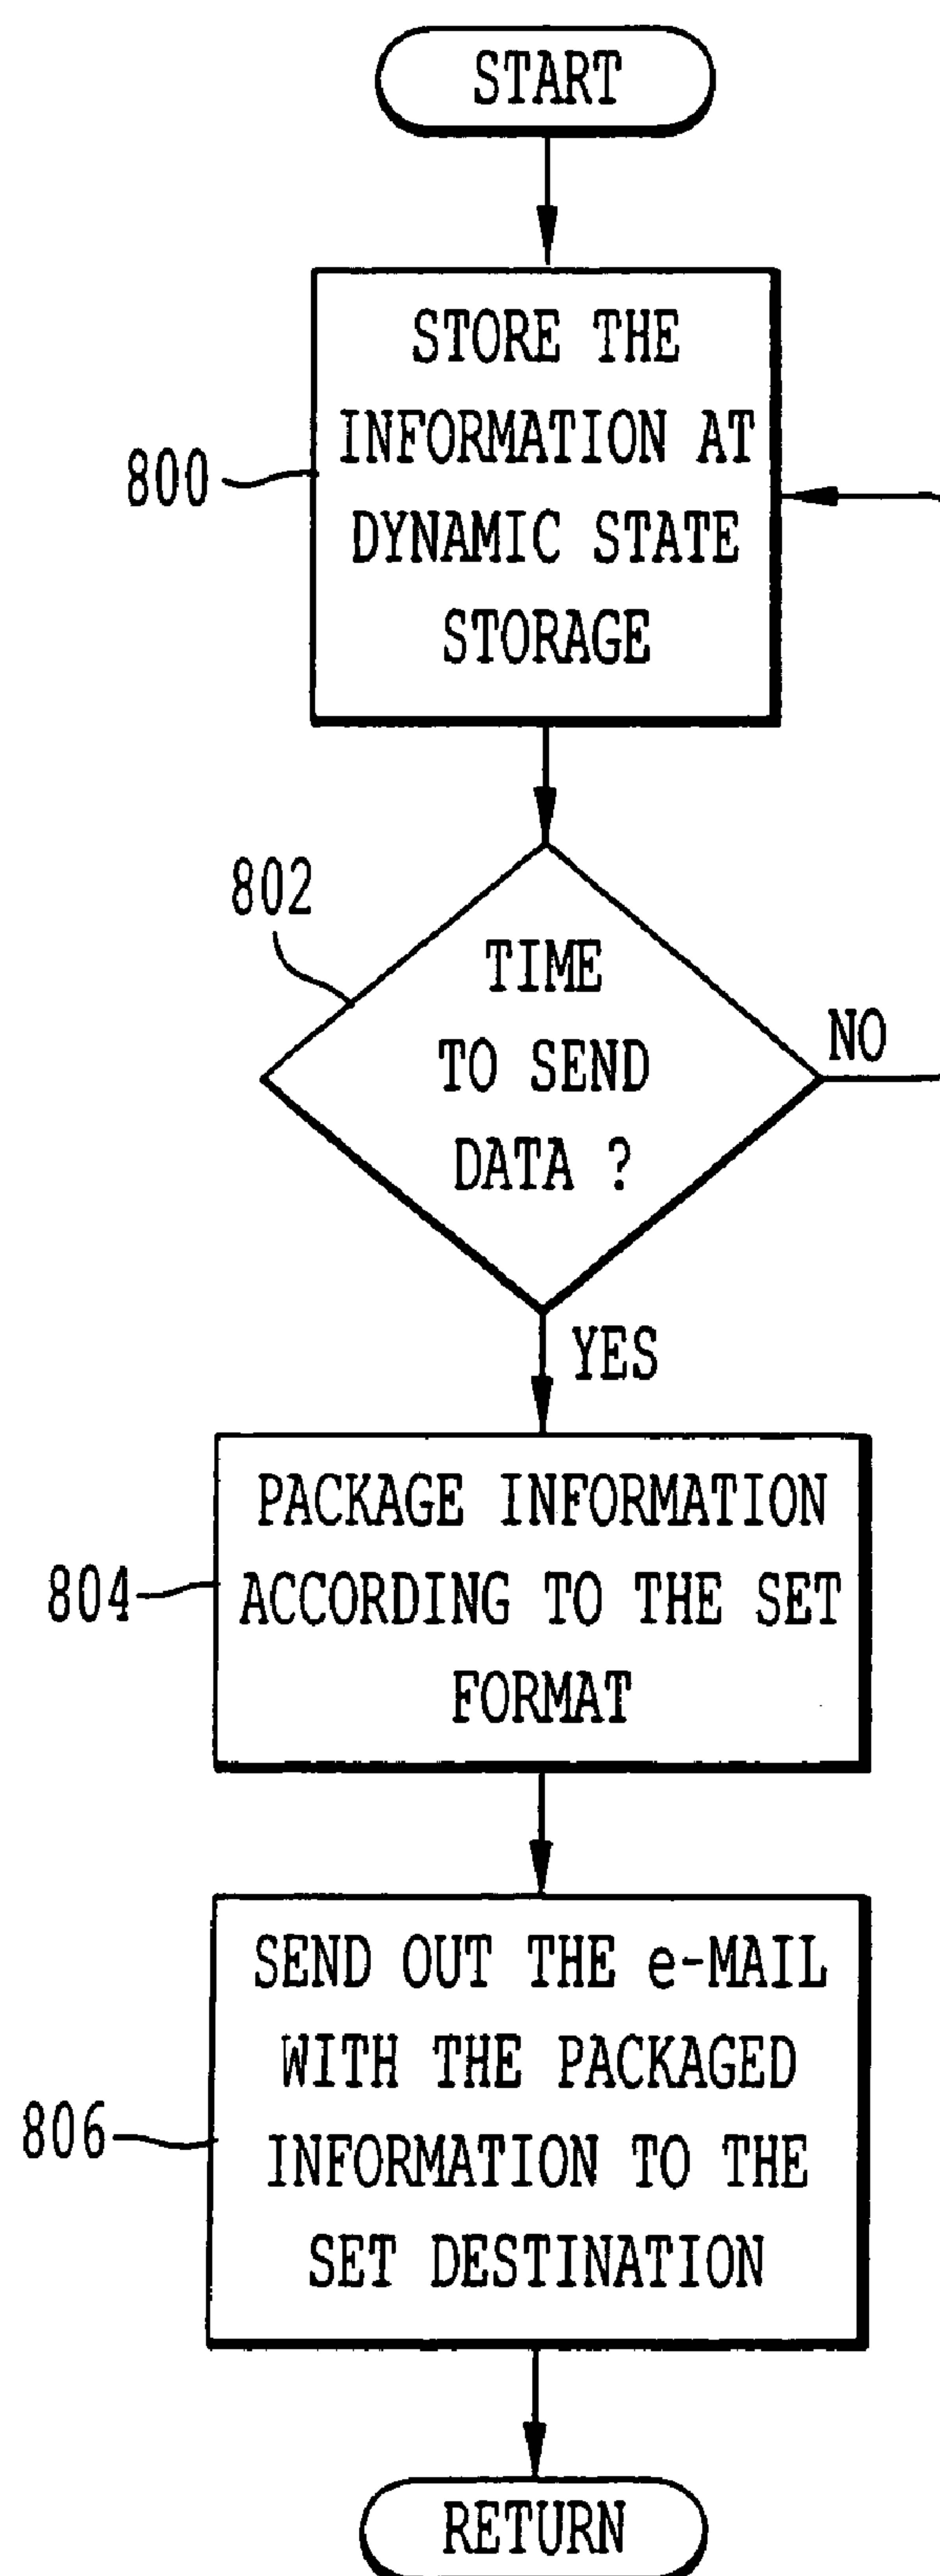 START
STORE THE
INFORMATION AT
DYNAMIC STATE
STORAGE
800
802
TIME
TO SEND
DATA ?
NO
YES
PACKAGE INFORMATION
ACCORDING TO THE SET
FORMAT
804
SEND OUT THE e-MAIL
WITH THE PACKAGED
INFORMATION TO THE
SET DESTINATION
806
RETURN